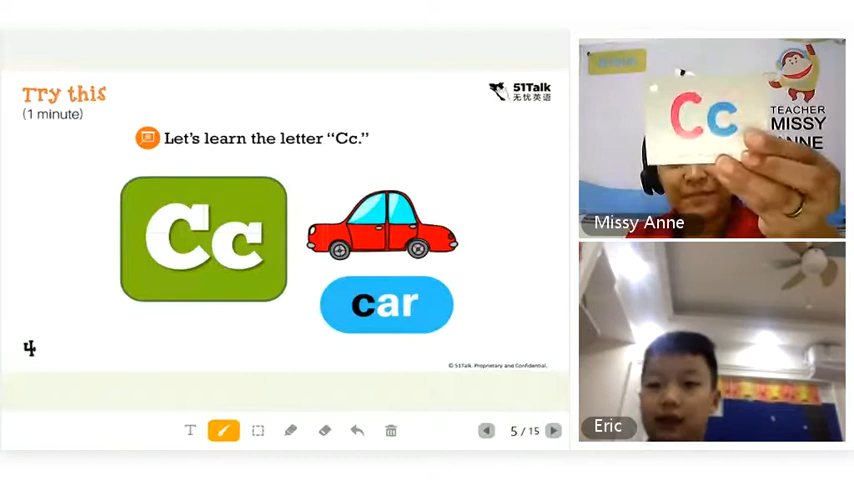 Try this
(1 minute)
51Talk
无忧英语
Let's learn the letter “Cc.”
Cc
car
4
© 51Talk. Proprietary and Confidential.
T
5 / 15
Cc
TEACHER
MISSY
ANNE
Missy Anne
Eric